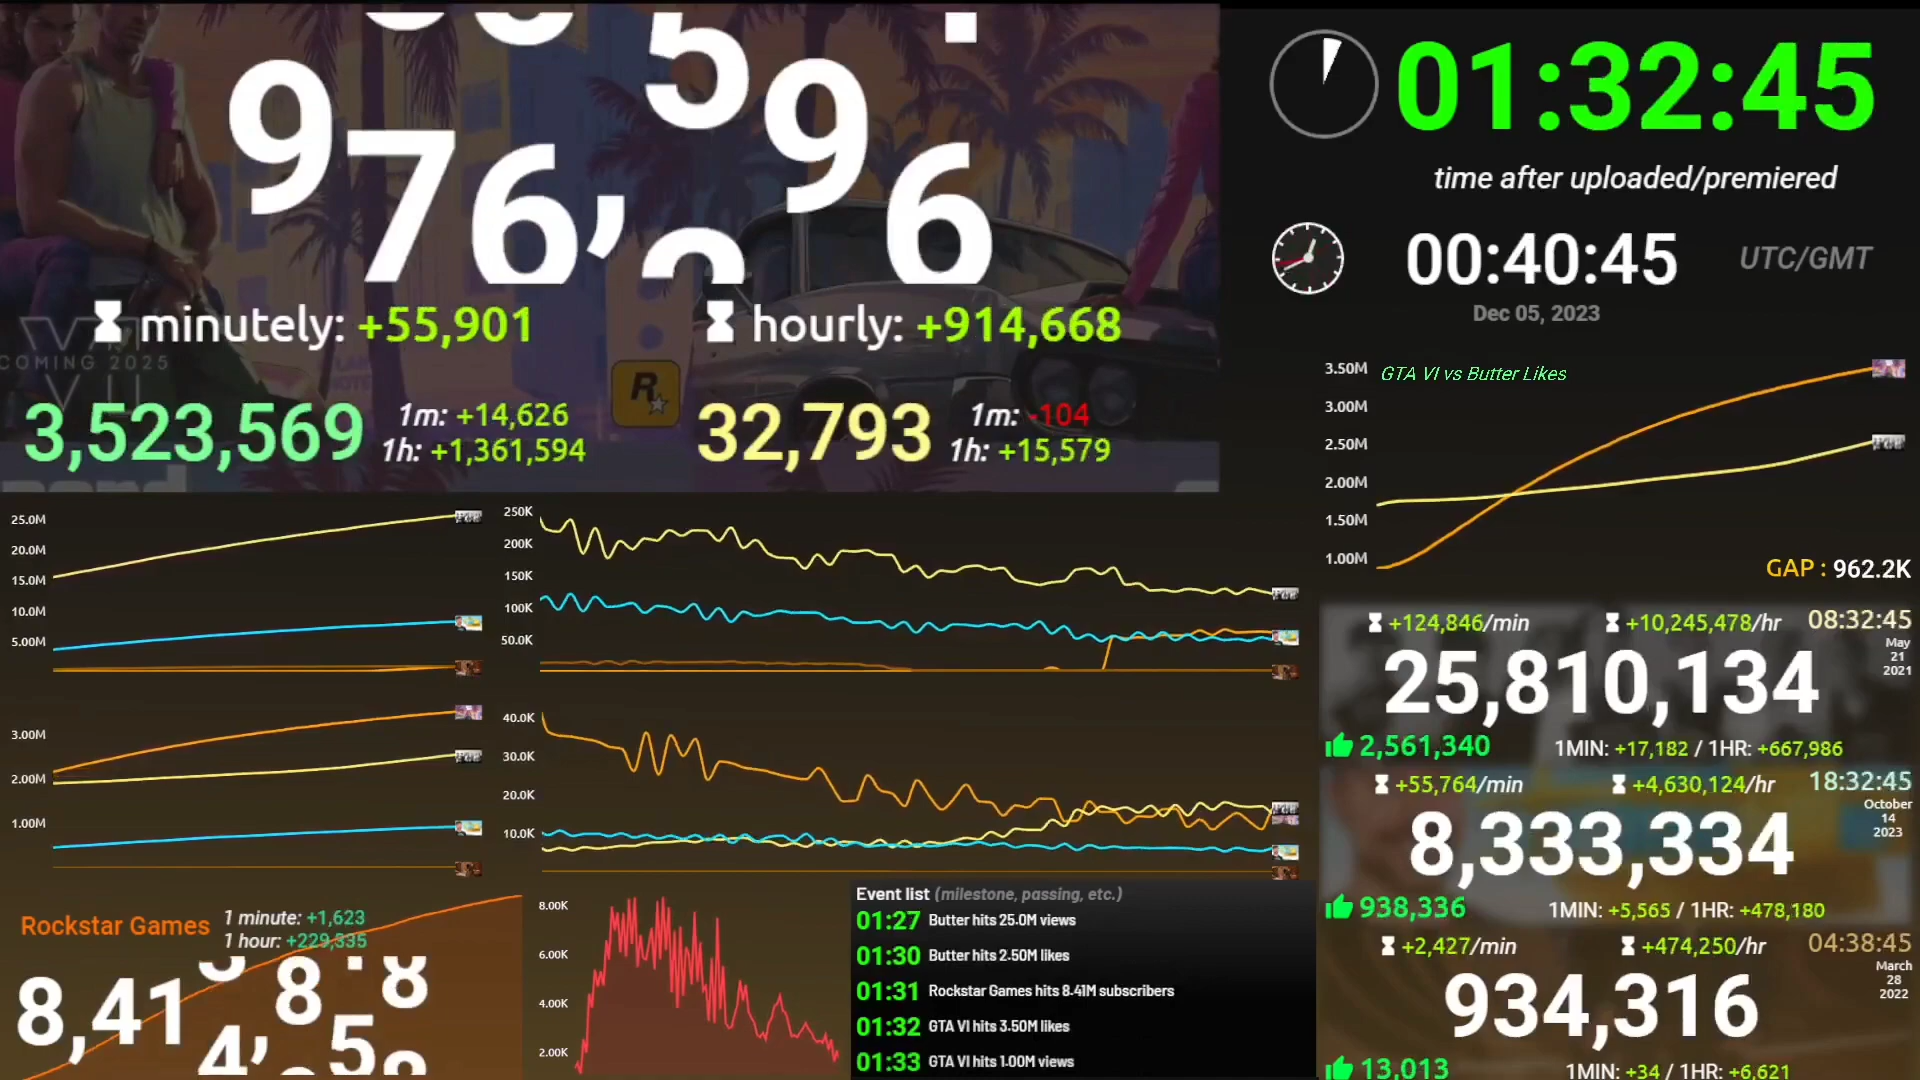 minutely: +55,901
hourly: +914,668
COMING 2025
3,523,569
1m: +14,626
1h: +1,361,594
32,793
1m: -104
1h: +15,579
01:32:45
time after uploaded/premiered
00:40:45 UTC/GMT
Dec 05, 2023
GTA VI vs Butter Likes
3.50M
3.00M
2.50M
2.00M
1.50M
1.00M
GAP : 962.2K
25.0M
20.0M
15.0M
10.0M
5.00M
250K
200K
150K
100K
50.0K
3.00M
2.00M
1.00M
40.0K
30.0K
20.0K
10.0K
+124,846/min +10,245,478/hr 08:32:45
May
21
2021
25,810,134
2,561,340 1MIN: +17,182 / 1HR: +667,986
+55,764/min +4,630,124/hr 18:32:45
October
14
2023
8,333,334
938,336 1MIN: +5,565 / 1HR: +478,180
+2,427/min +474,250/hr 04:38:45
March
28
2022
934,316
13,013 1MIN: +34 / 1HR: +6,621
Rockstar Games
1 minute: +1,623
1 hour: +229,335
8,41
8.00K
6.00K
4.00K
2.00K
Event list (milestone, passing, etc.)
01:27 Butter hits 25.0M views
01:30 Butter hits 2.50M likes
01:31 Rockstar Games hits 8.41M subscribers
01:32 GTA VI hits 3.50M likes
01:33 GTA VI hits 1.00M views